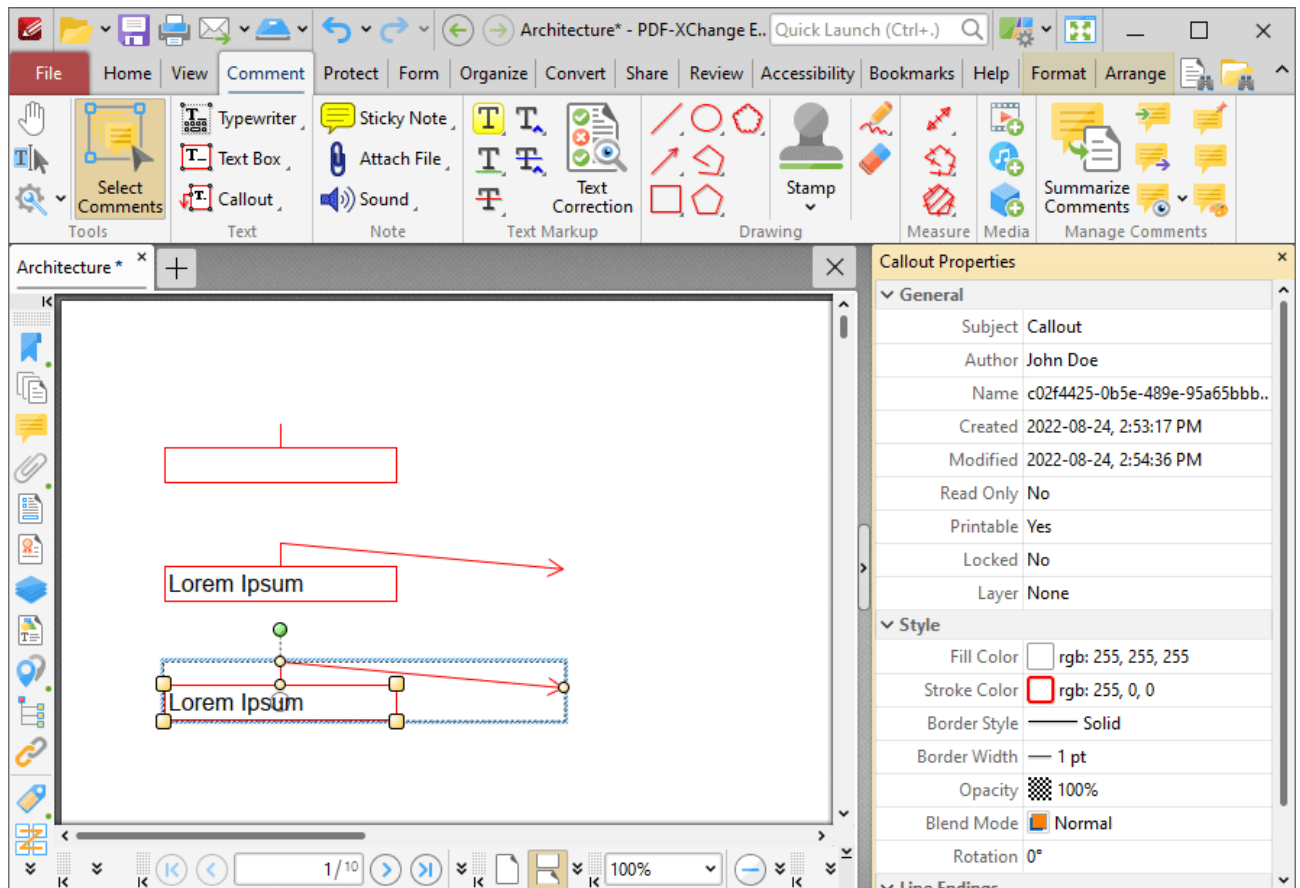 Architecture* - PDF-XChange E.. Quick Launch (Ctrl+.)
File Home View Comment Protect Form Organize Convert Share Review Accessibility Bookmarks Help Format Arrange
Select Comments
Tools
Typewriter
Text Box
Callout
Text
Sticky Note
Attach File
Sound
Note
Text Correction
Text Markup
Stamp
Drawing
Measure
Media
Summarize Comments
Manage Comments
Architecture *
Lorem Ipsum
Lorem Ipsum
1/10
100%
Callout Properties
General
Subject Callout
Author John Doe
Name c02f4425-0b5e-489e-95a65bbb..
Created 2022-08-24, 2:53:17 PM
Modified 2022-08-24, 2:54:36 PM
Read Only No
Printable Yes
Locked No
Layer None
Style
Fill Color rgb: 255, 255, 255
Stroke Color rgb: 255, 0, 0
Border Style Solid
Border Width 1 pt
Opacity 100%
Blend Mode Normal
Rotation 0°
Line Endings